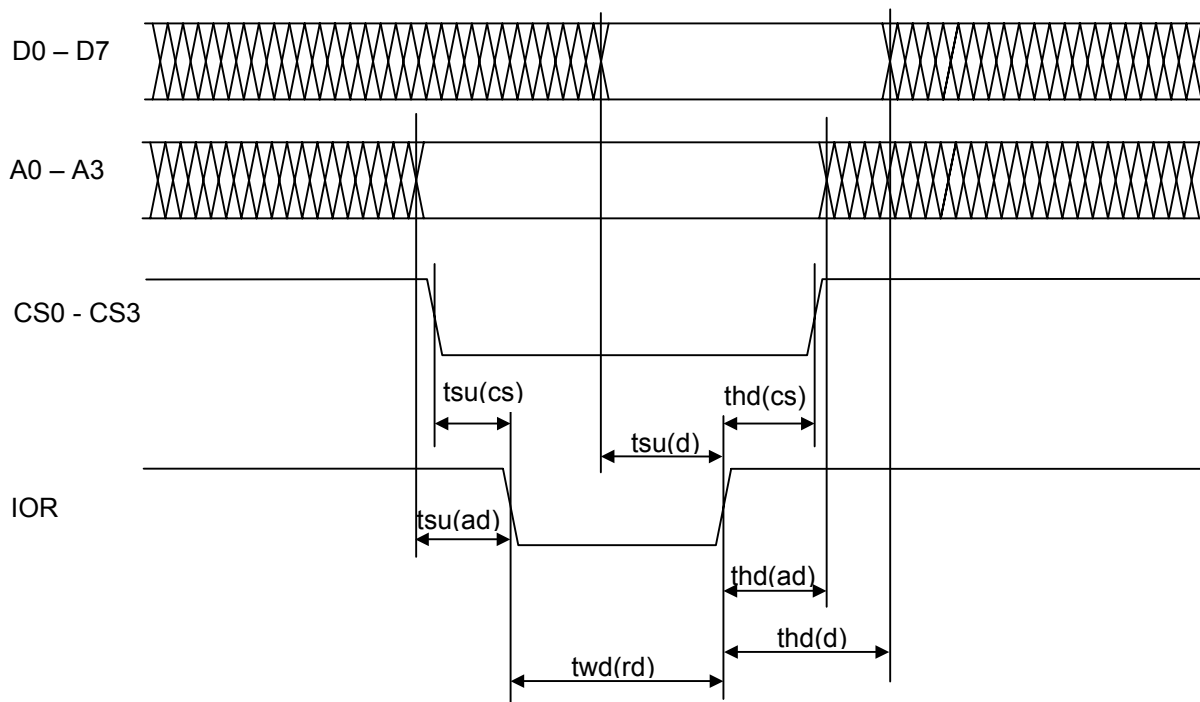 D0 – D7
A0 – A3
CS0 - CS3
tsu(cs)
thd(cs)
tsu(d)
IOR
tsu(ad)
thd(ad)
thd(d)
twd(rd)